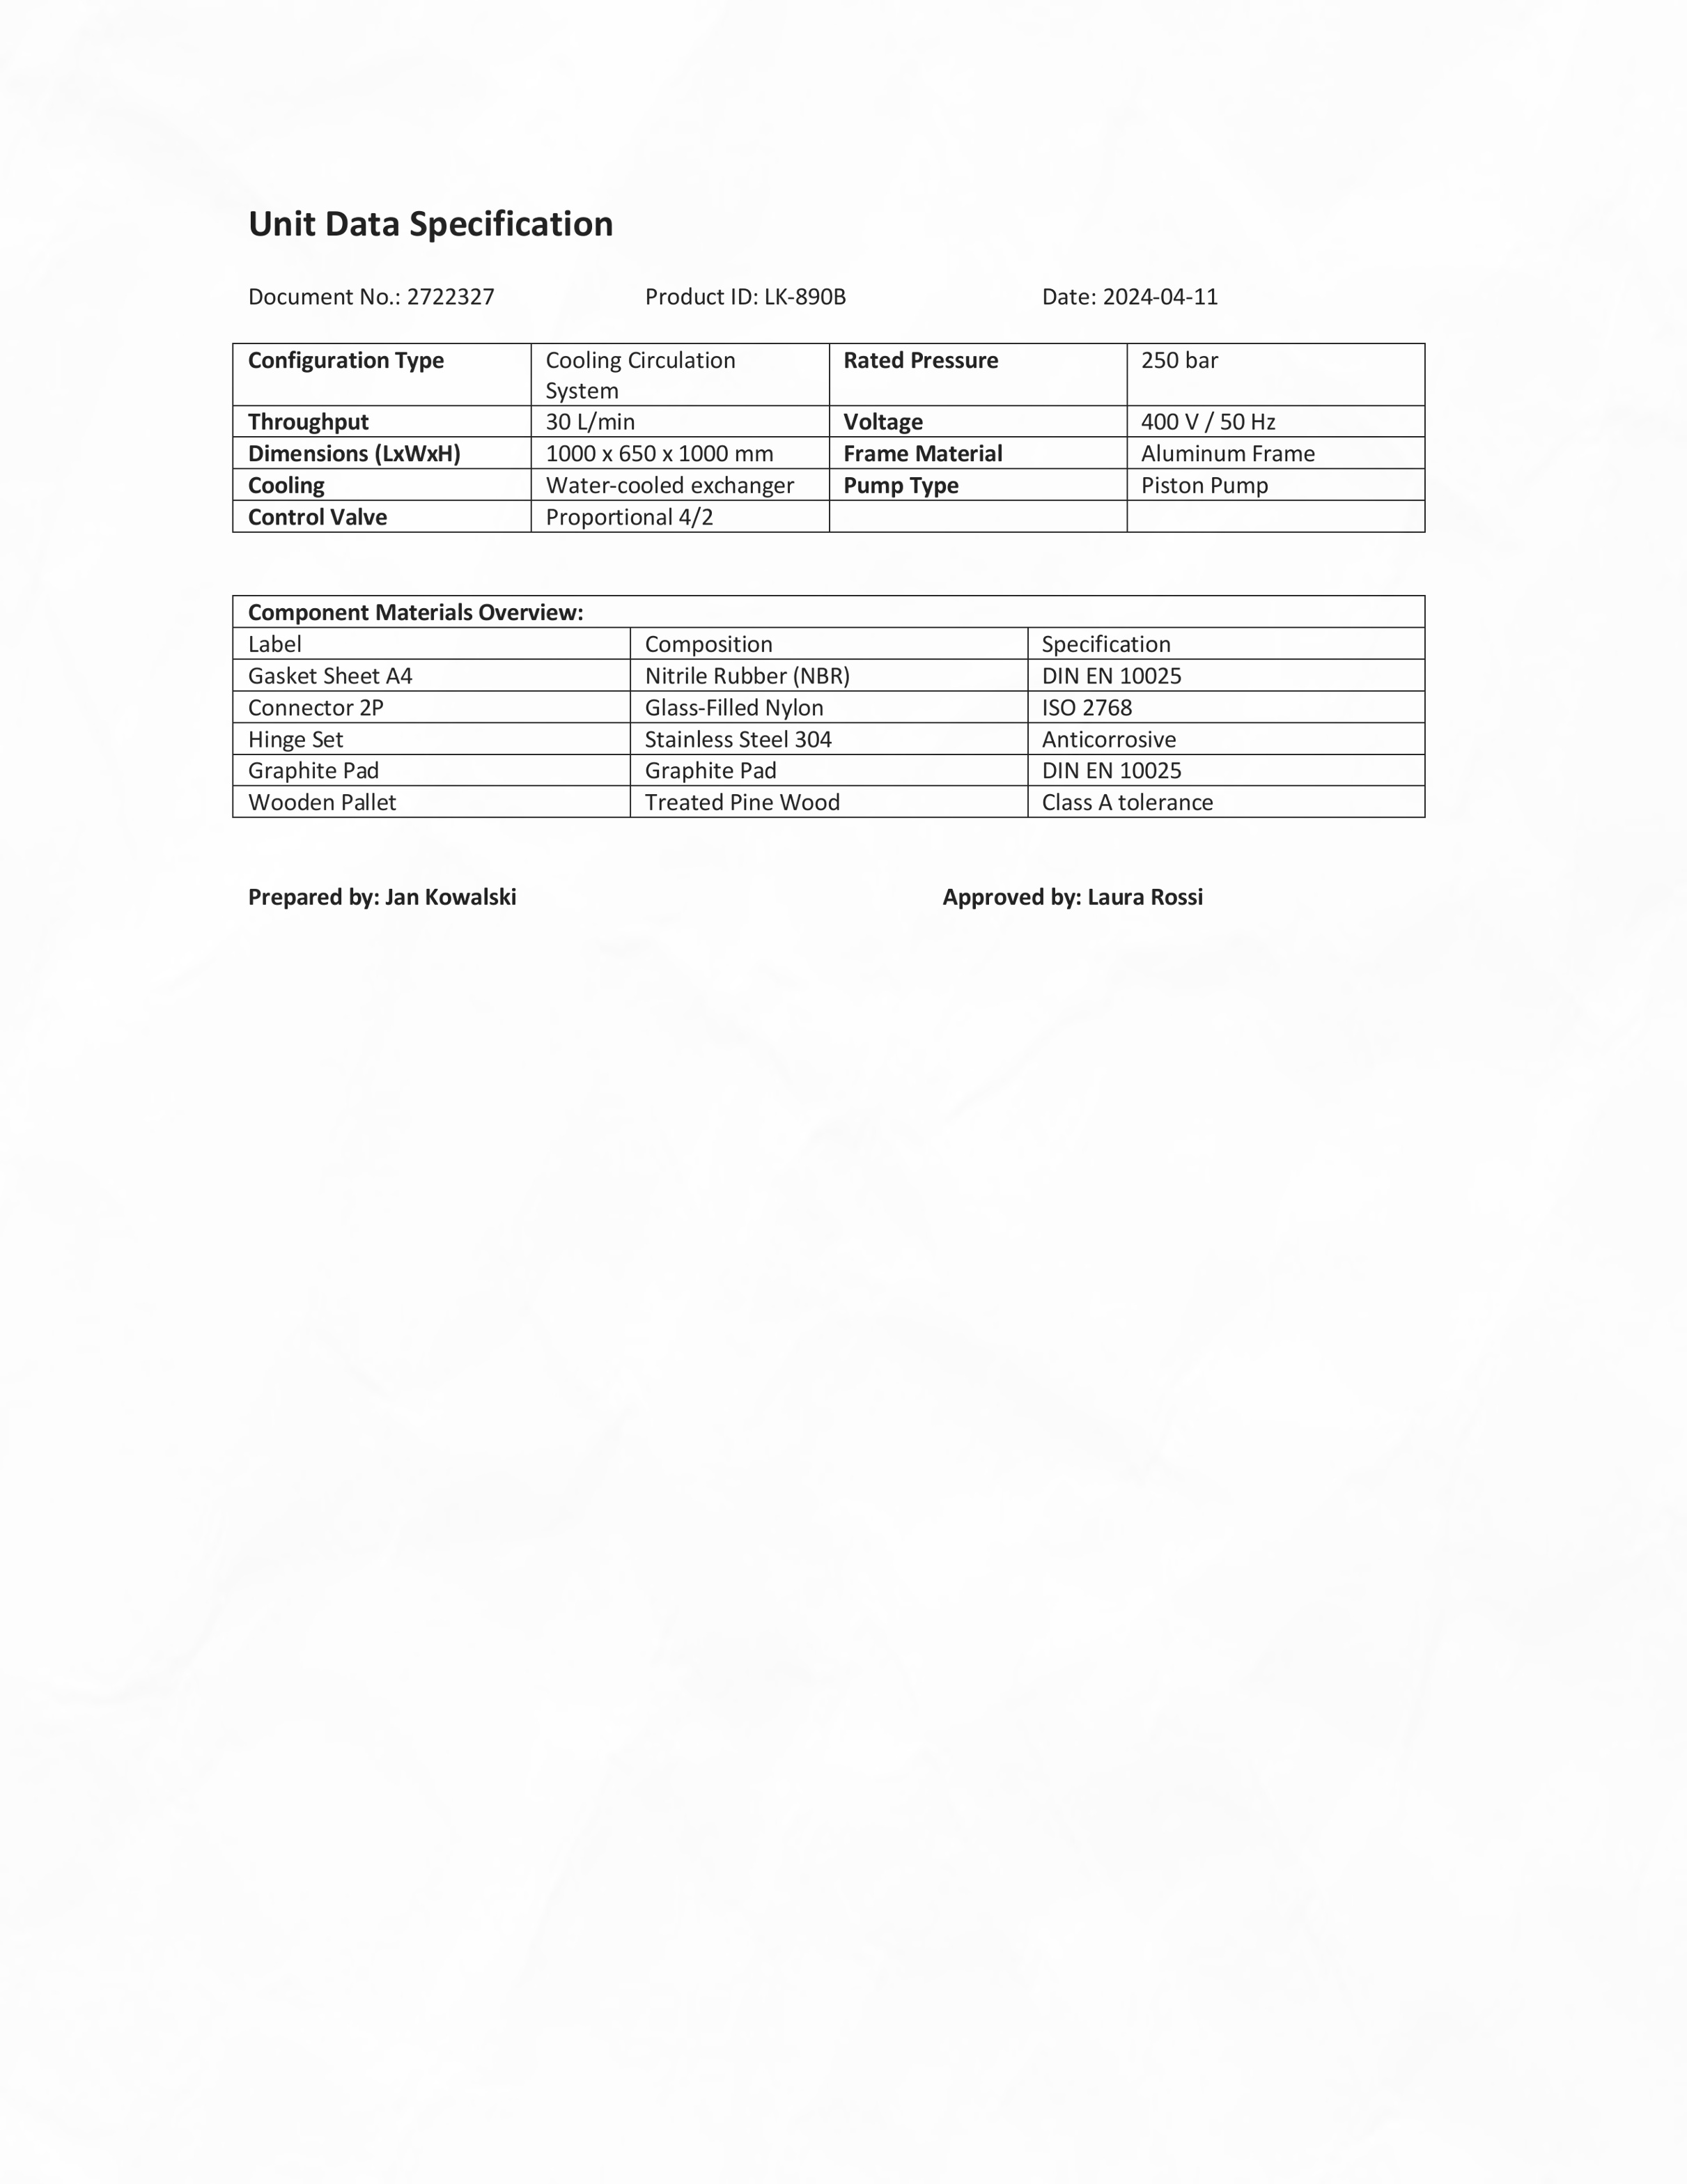 Unit Data Specification
Document No.: 2722327 Product ID: LK-890B Date: 2024-04-11
Configuration Type Cooling Circulation System Rated Pressure 250 bar
Throughput 30 L/min Voltage 400 V / 50 Hz
Dimensions (LxWxH) 1000 x 650 x 1000 mm Frame Material Aluminum Frame
Cooling Water-cooled exchanger Pump Type Piston Pump
Control Valve Proportional 4/2
Component Materials Overview:
Label Composition Specification
Gasket Sheet A4 Nitrile Rubber (NBR) DIN EN 10025
Connector 2P Glass-Filled Nylon ISO 2768
Hinge Set Stainless Steel 304 Anticorrosive
Graphite Pad Graphite Pad DIN EN 10025
Wooden Pallet Treated Pine Wood Class A tolerance
Prepared by: Jan Kowalski Approved by: Laura Rossi